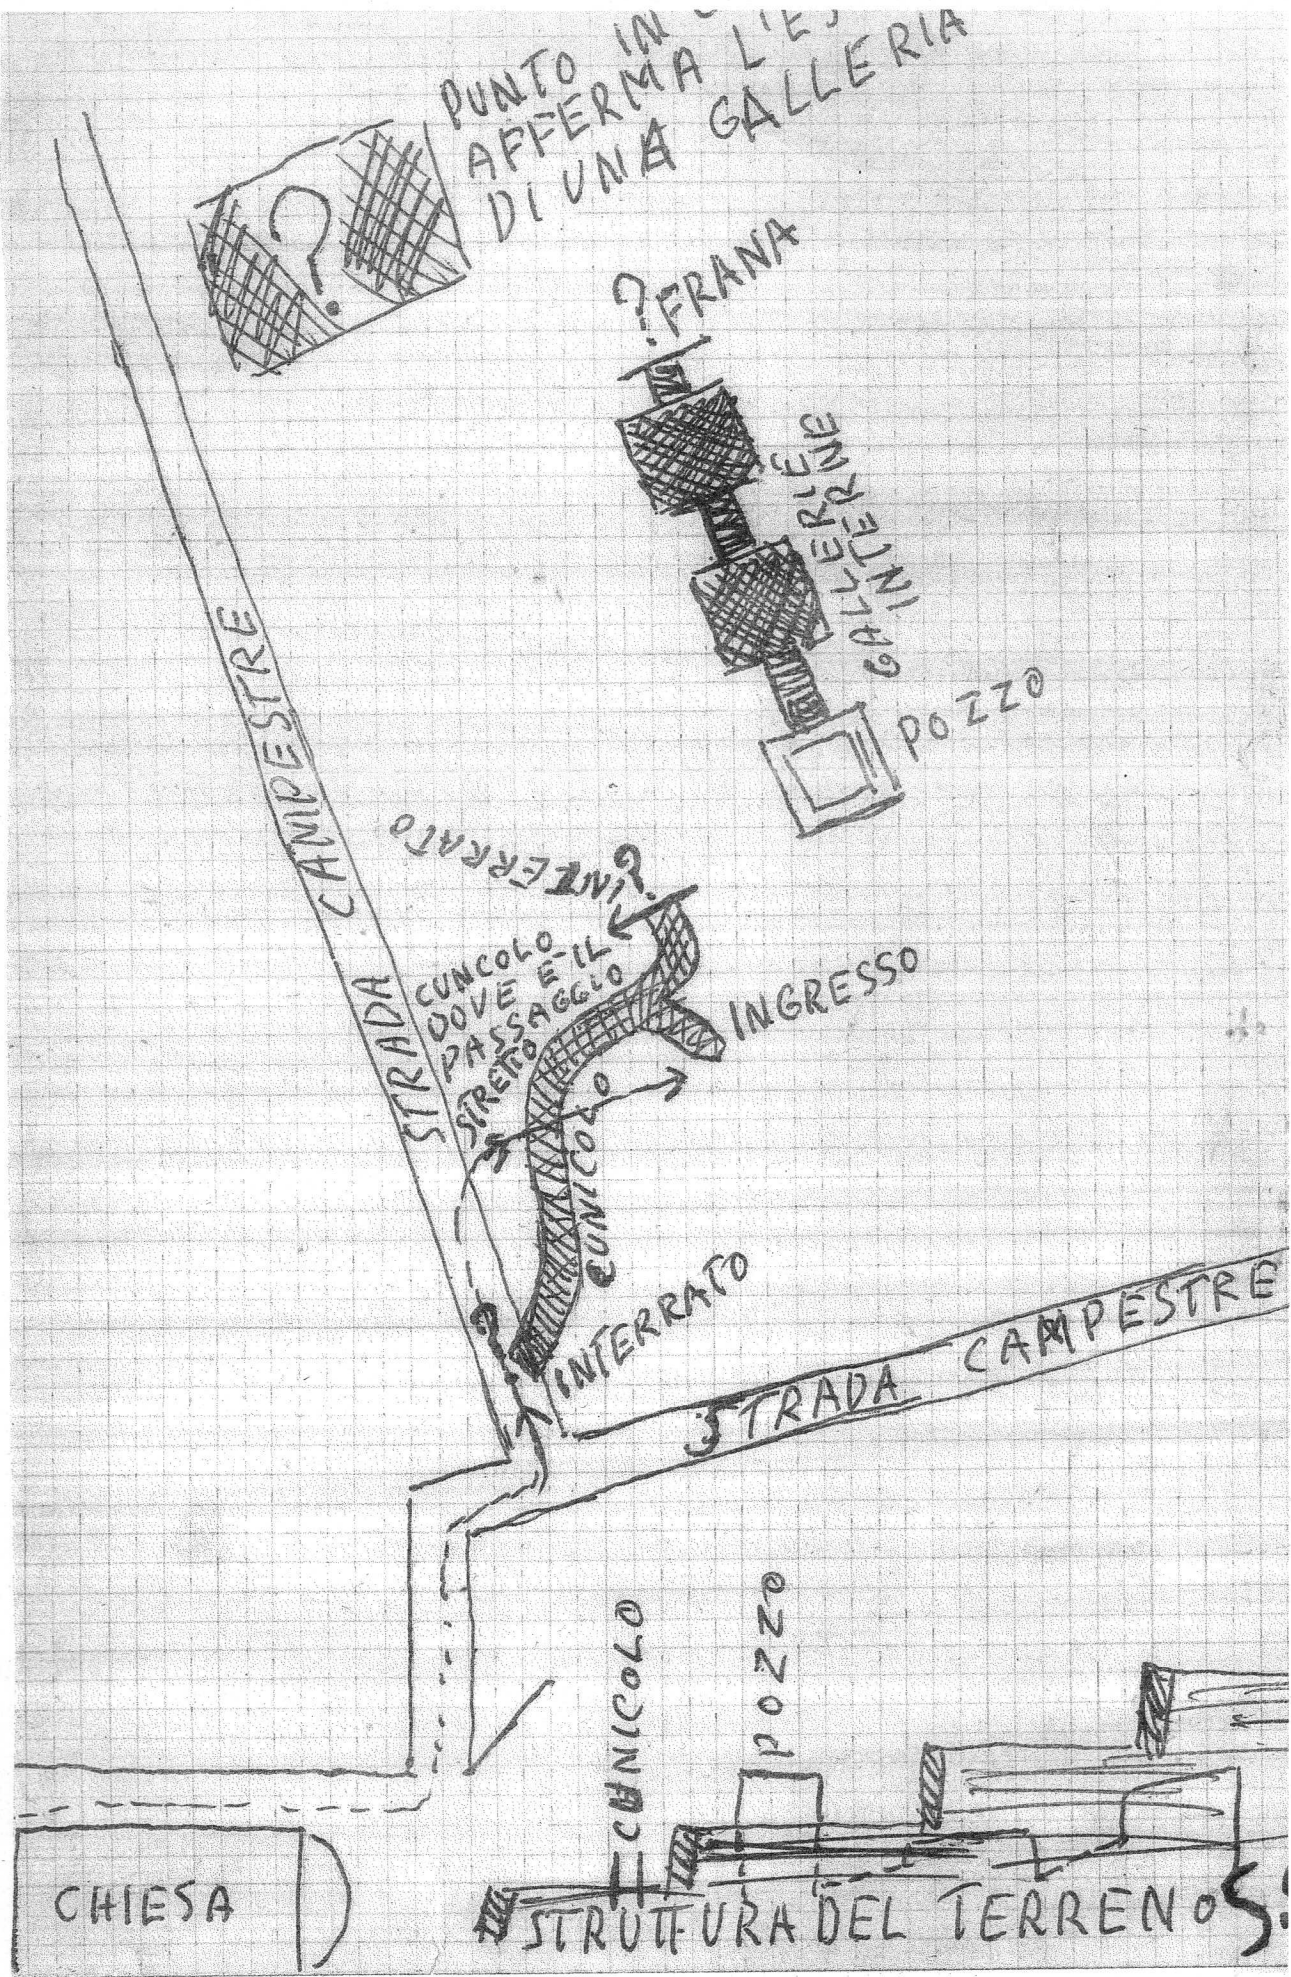 PUNTO IN
AFFERMA L'ES
DI UNA GALLERIA
?
? FRANA
GALLERIE
INTERNE
POZZO
STRADA CAMPESTRE
INTERRATO
?
CUNCOLO
DOVE E' IL
PASSAGGIO
STRETTO
INGRESSO
CUNICOLO
?
INTERRATO
STRADA CAMPESTRE
CUNICOLO
POZZO
CHIESA
STRUTTURA DEL TERRENO S.